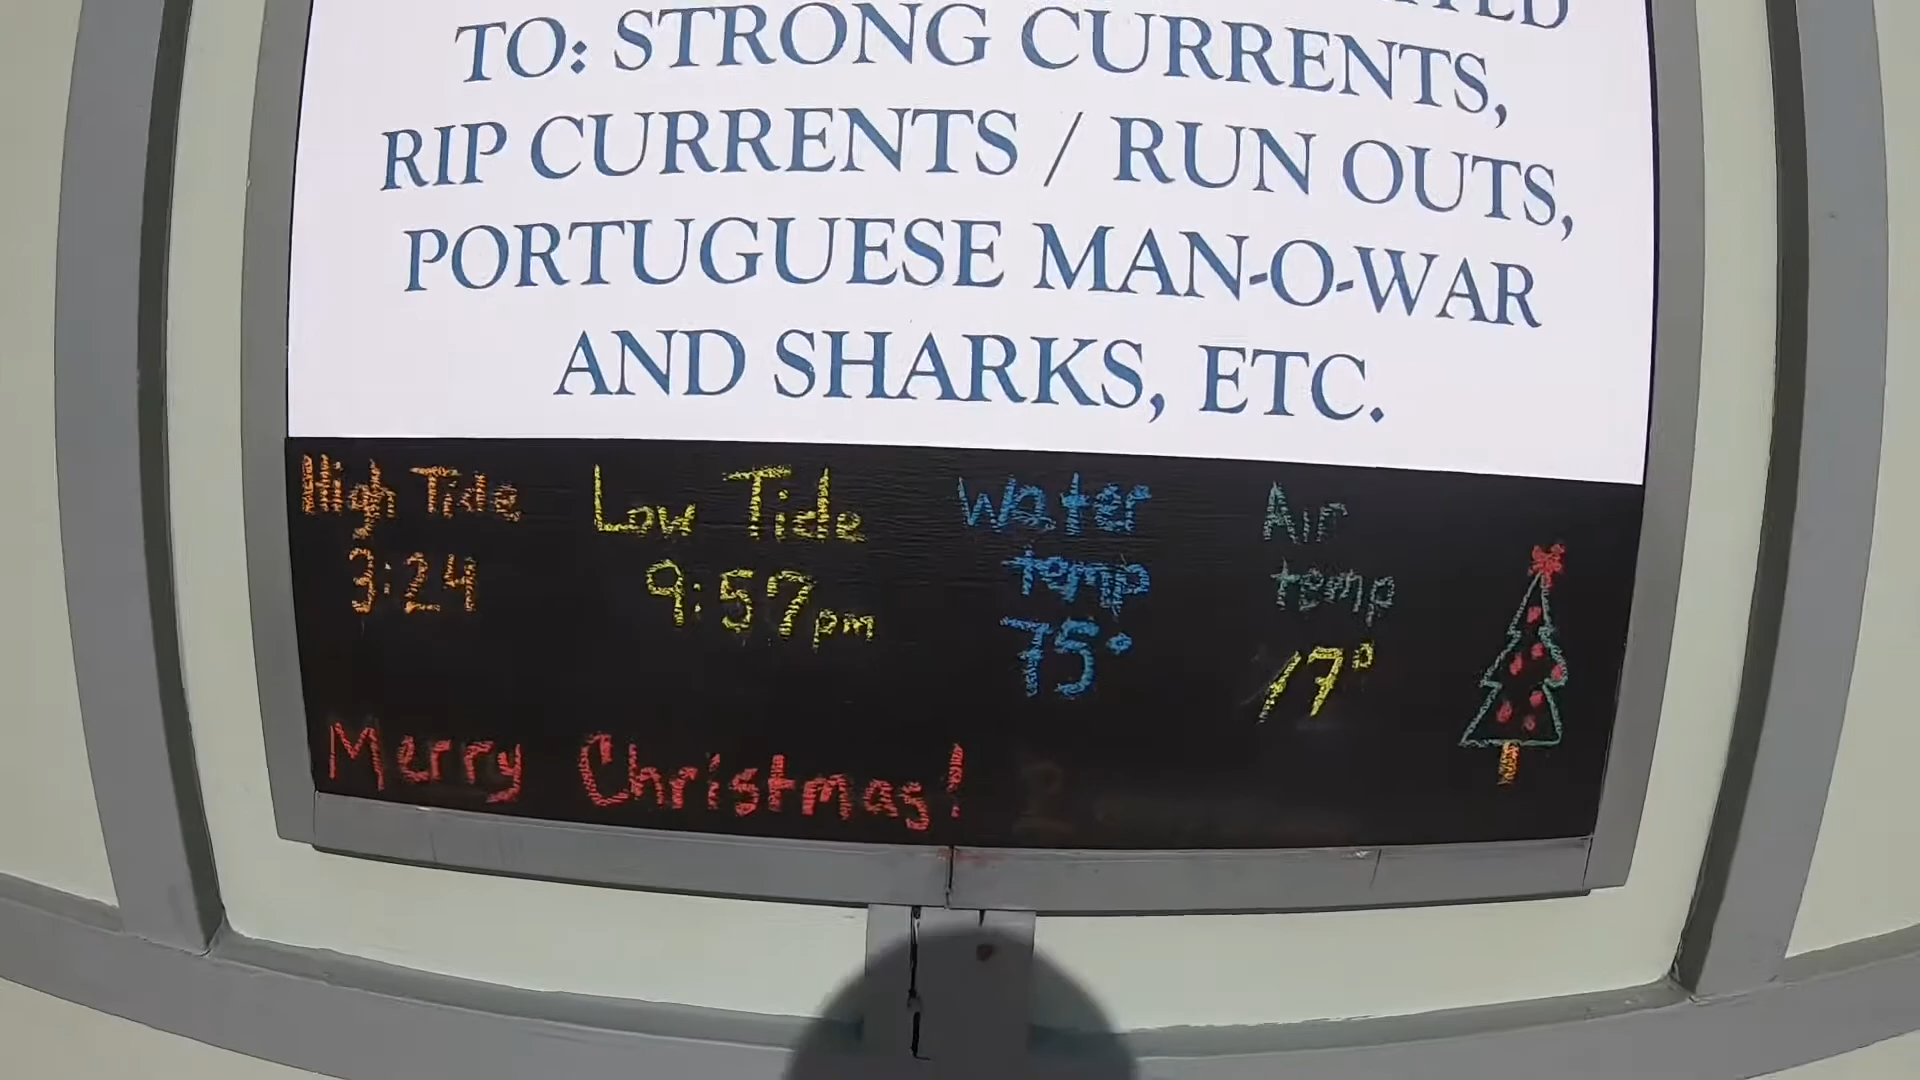 TO: STRONG CURRENTS,
RIP CURRENTS / RUN OUTS,
PORTUGUESE MAN-O-WAR
AND SHARKS, ETC.
High Tide
3:24
Low Tide
9:57pm
Water
temp
75°
Air
temp
77°
Merry Christmas!